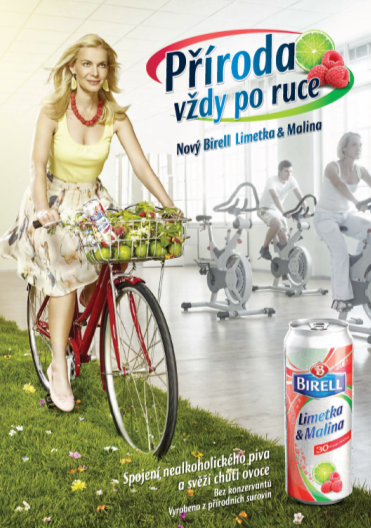 Příroda
vždy po ruce
Nový Birell Limetka & Malina
BIRELL
Limetka
& Malina
30
Spojení nealkoholického piva
a svěží chuti ovoce
Bez konzervantů
Vyrobeno z přírodních surovin